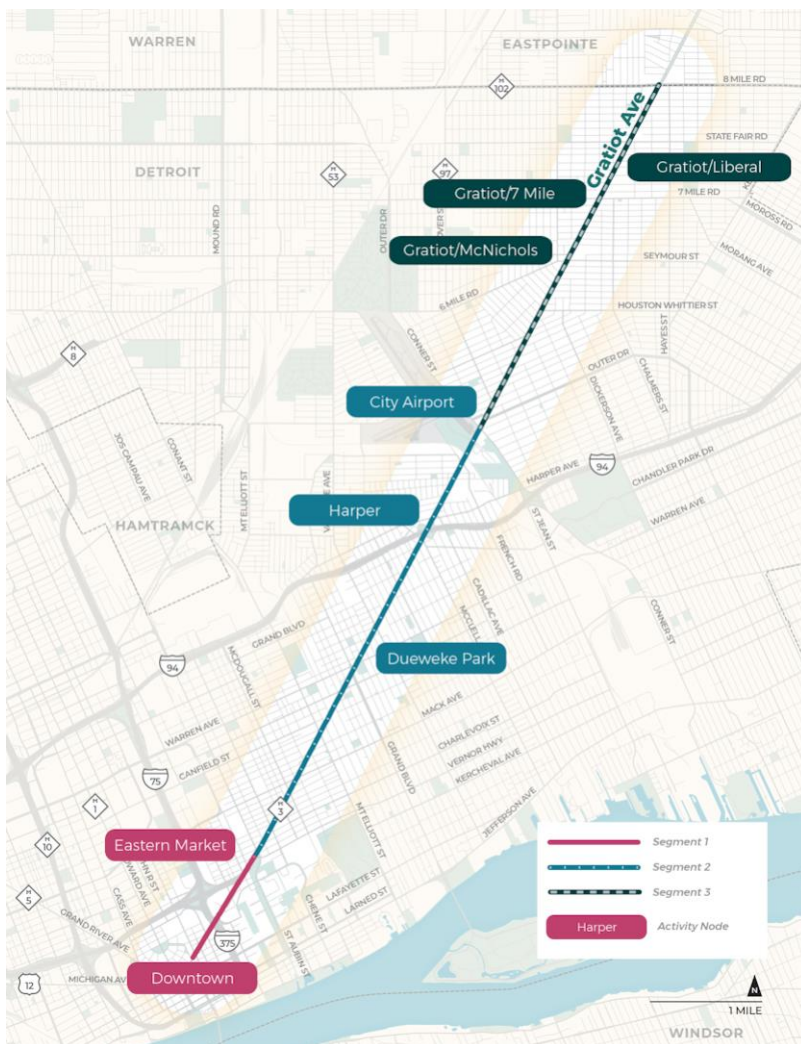 WARREN
EASTPOINTE
M
102
8 MILE RD
Gratiot Ave
STATE FAIR RD
DETROIT
M
53
M
97
Gratiot/Liberal
Gratiot/7 Mile
7 MILE RD
MOROSS RD
MOUND RD
OUTER DR
Gratiot/McNichols
SEYMOUR ST
MORANG AVE
6 MILE RD
HOUSTON WHITTIER ST
HAYES ST
CONNER ST
M
8
OUTER DR
CHALMERS ST
DICKERSON AVE
City Airport
JOS CAMPAU AVE
CONANT ST
MT ELLIOTT ST
HARPER AVE
94
CHANDLER PARK DR
Harper
WARREN AVE
HAMTRAMCK
ST JEAN ST
FRENCH RD
CADILLAC AVE
CONNER ST
GRAND BLVD
94
MCDOUGALL ST
Dueweke Park
MACK AVE
WARREN AVE
CHARLEVOIX ST
VERNOR HWY
KERCHEVAL AVE
CANFIELD ST
GRAND BLVD
75
M
1
M
3
JEFFERSON AVE
MT ELLIOTT ST
M
10
Eastern Market
Segment 1
Segment 2
Segment 3
Harper
Activity Node
CASS AVE
M
5
LAFAYETTE ST
LARNED ST
CHENE ST
GRAND RIVER AVE
375
ST AUBIN ST
MICHIGAN AV
Downtown
12
N
1 MILE
WINDSOR